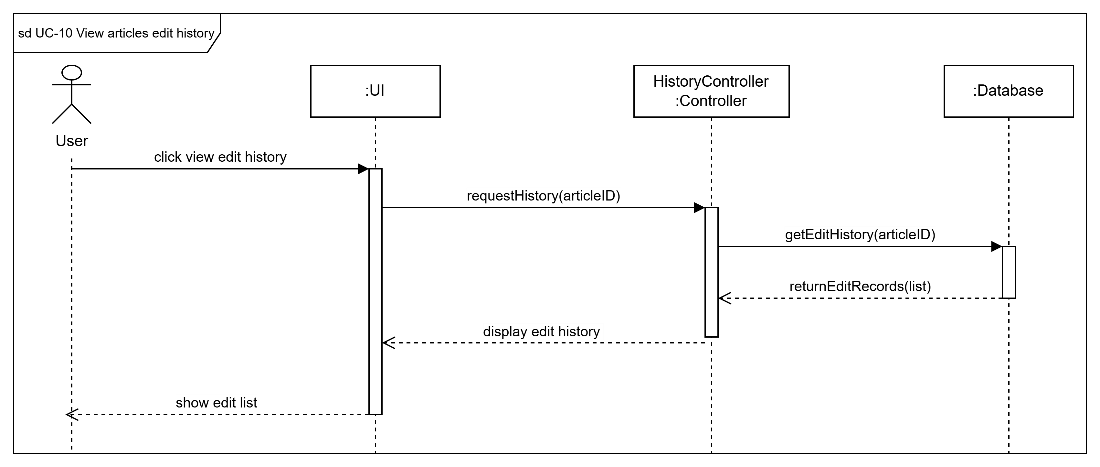 sd UC-10 View articles edit history
User
:UI
HistoryController
:Controller
:Database
click view edit history
requestHistory(articleID)
getEditHistory(articleID)
returnEditRecords(list)
display edit history
show edit list